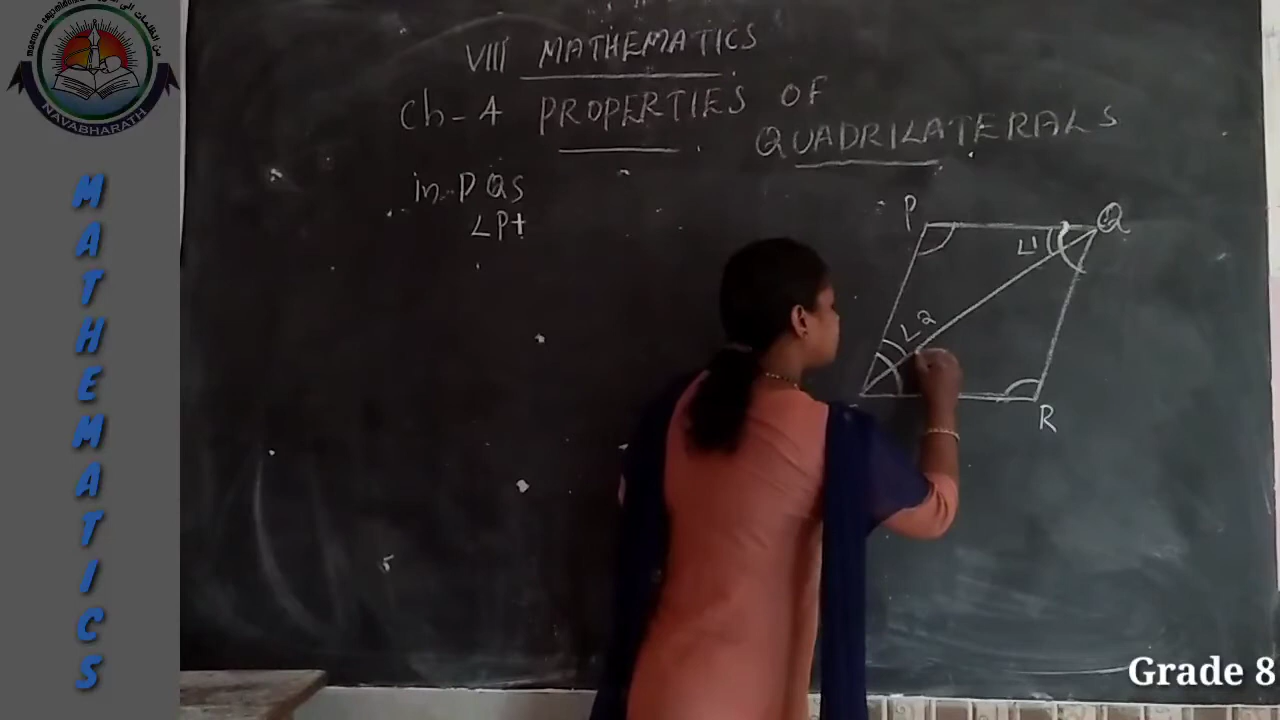 NAVABHARATH
MATHEMATICS
VIII MATHEMATICS
Ch-4 PROPERTIES OF
QUADRILATERALS
in PQS
∠P+
P
Q
∠1
∠2
R
Grade 8